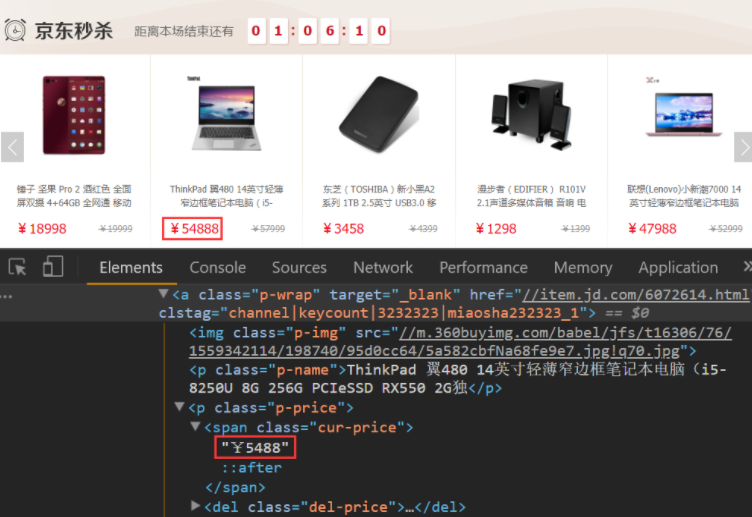 京东秒杀 距离本场结束还有 01:06:10
锤子 坚果 Pro 2 酒红色 全面
屏双摄 4+64GB 全网通 移动
¥18998 ¥19999
ThinkPad
ThinkPad 翼480 14英寸轻薄
窄边框笔记本电脑(i5-
¥54888 ¥57999
东芝(TOSHIBA)新小黑A2
系列 1TB 2.5英寸 USB3.0 移
¥3458 ¥4399
漫步者(EDIFIER) R101V
2.1声道多媒体音箱 音响 电
¥1298 ¥1399
联想(Lenovo)小新潮7000 14
英寸轻薄窄边框笔记本电脑
¥47988 ¥52999
Elements Console Sources Network Performance Memory Application »
… ▼<a class="p-wrap" target="_blank" href="//item.jd.com/6072614.html"
clstag="channel|keycount|3232323|miaosha232323_1"> == $0
<img class="p-img" src="//m.360buyimg.com/babel/jfs/t16306/76/
1559342114/198740/95d0cc64/5a582cbfNa68fe9e7.jpg!q70.jpg">
<p class="p-name">ThinkPad 翼480 14英寸轻薄窄边框笔记本电脑(i5-
8250U 8G 256G PCIeSSD RX550 2G独</p>
▼<p class="p-price">
▼<span class="cur-price">
"¥5488"
::after
</span>
▶<del class="del-price">…</del>